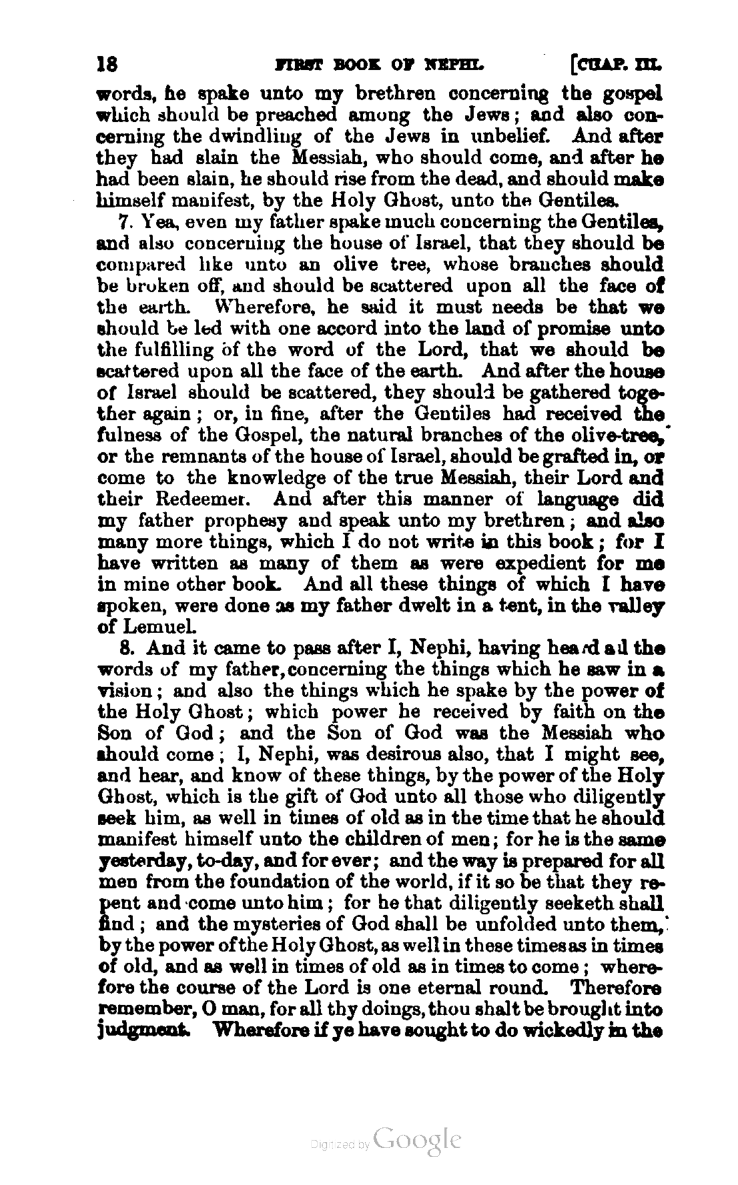 18 FIRST BOOK OF NEPHI. [CHAP. III.
words, he spake unto my brethren concerning the gospel
which should be preached among the Jews; and also con-
cerning the dwindling of the Jews in unbelief. And after
they had slain the Messiah, who should come, and after he
had been slain, he should rise from the dead, and should make
himself manifest, by the Holy Ghost, unto the Gentiles.
7. Yea, even my father spake much concerning the Gentiles,
and also concerning the house of Israel, that they should be
compared like unto an olive tree, whose branches should
be broken off, and should be scattered upon all the face of
the earth. Wherefore, he said it must needs be that we
should be led with one accord into the land of promise unto
the fulfilling of the word of the Lord, that we should be
scattered upon all the face of the earth. And after the house
of Israel should be scattered, they should be gathered toge-
ther again; or, in fine, after the Gentiles had received the
fulness of the Gospel, the natural branches of the olive-tree,
or the remnants of the house of Israel, should be grafted in, or
come to the knowledge of the true Messiah, their Lord and
their Redeemer. And after this manner of language did
my father prophesy and speak unto my brethren; and also
many more things, which I do not write in this book; for I
have written as many of them as were expedient for me
in mine other book. And all these things of which I have
spoken, were done as my father dwelt in a tent, in the valley
of Lemuel.
8. And it came to pass after I, Nephi, having heard all the
words of my father, concerning the things which he saw in a
vision; and also the things which he spake by the power of
the Holy Ghost; which power he received by faith on the
Son of God; and the Son of God was the Messiah who
should come; I, Nephi, was desirous also, that I might see,
and hear, and know of these things, by the power of the Holy
Ghost, which is the gift of God unto all those who diligently
seek him, as well in times of old as in the time that he should
manifest himself unto the children of men; for he is the same
yesterday, to-day, and for ever; and the way is prepared for all
men from the foundation of the world, if it so be that they re-
pent and come unto him; for he that diligently seeketh shall
find; and the mysteries of God shall be unfolded unto them,
by the power of the Holy Ghost, as well in these times as in times
of old, and as well in times of old as in times to come; where-
fore the course of the Lord is one eternal round. Therefore
remember, O man, for all thy doings, thou shalt be brought into
judgment. Wherefore if ye have sought to do wickedly in the
Digitized by Google